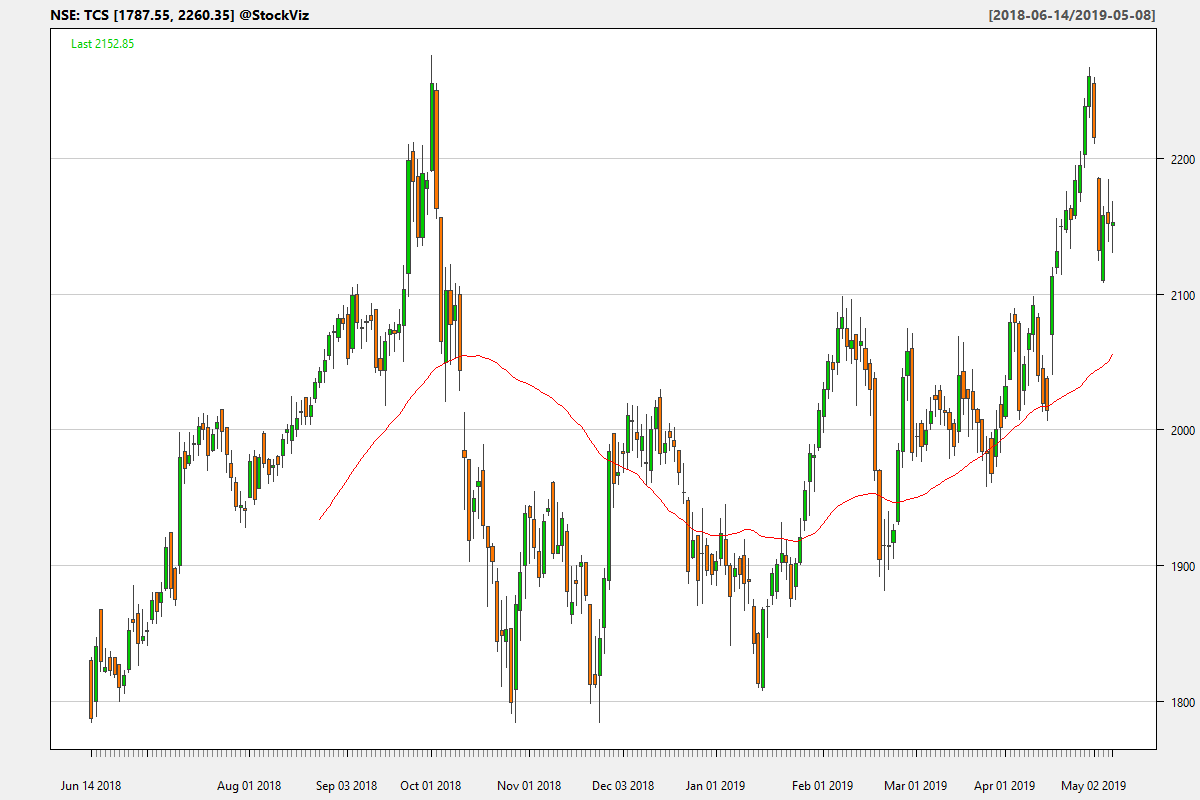 NSE: TCS [1787.55, 2260.35] @StockViz [2018-06-14/2019-05-08]
Last 2152.85
2200
2100
2000
1900
1800
Jun 14 2018 Aug 01 2018 Sep 03 2018 Oct 01 2018 Nov 01 2018 Dec 03 2018 Jan 01 2019 Feb 01 2019 Mar 01 2019 Apr 01 2019 May 02 2019